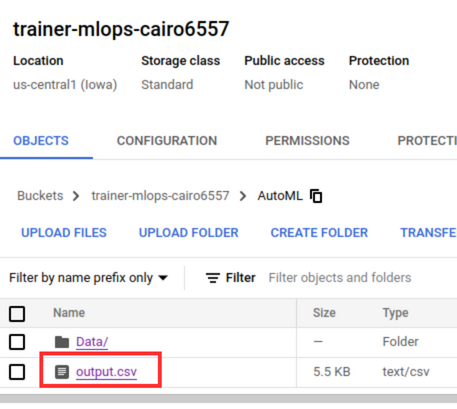 trainer-mlops-cairo6557
Location Storage class Public access Protection
us-central1 (Iowa) Standard Not public None
OBJECTS CONFIGURATION PERMISSIONS PROTECTI
Buckets > trainer-mlops-cairo6557 > AutoML
UPLOAD FILES UPLOAD FOLDER CREATE FOLDER TRANSFE
Filter by name prefix only Filter Filter objects and folders
Name Size Type
Data/ — Folder
output.csv 5.5 KB text/csv